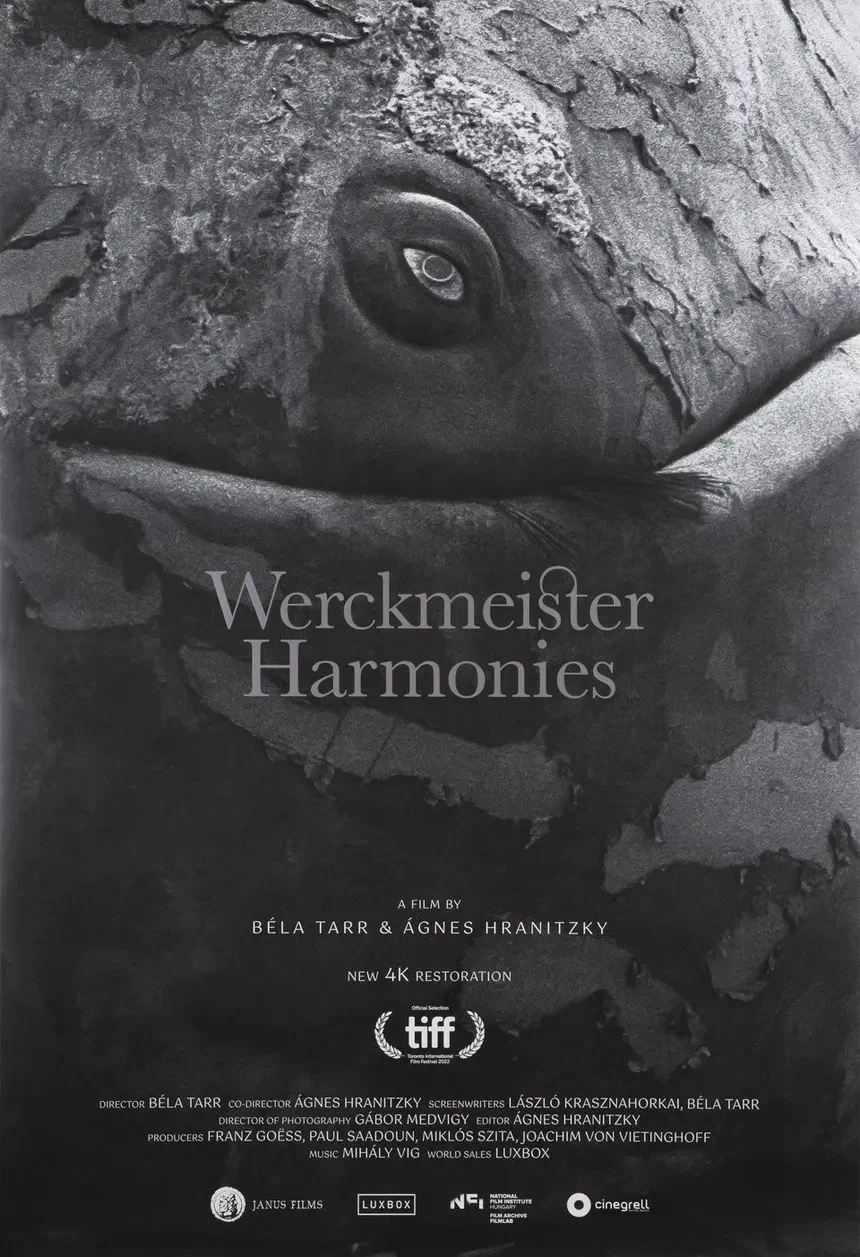 Werckmeister
Harmonies
A FILM BY
BÉLA TARR & ÁGNES HRANITZKY
NEW 4K RESTORATION
Official Selection
tiff
Toronto International
Film Festival 2022
DIRECTOR BÉLA TARR CO-DIRECTOR ÁGNES HRANITZKY SCREENWRITERS LÁSZLÓ KRASZNAHORKAI, BÉLA TARR
DIRECTOR OF PHOTOGRAPHY GÁBOR MEDVIGY EDITOR ÁGNES HRANITZKY
PRODUCERS FRANZ GOËSS, PAUL SAADOUN, MIKLÓS SZITA, JOACHIM VON VIETINGHOFF
MUSIC MIHÁLY VIG WORLD SALES LUXBOX
JANUS FILMS
LUXBOX
NFI
NATIONAL
FILM INSTITUTE
HUNGARY
FILM ARCHIVE
FILMLAB
cinegrell